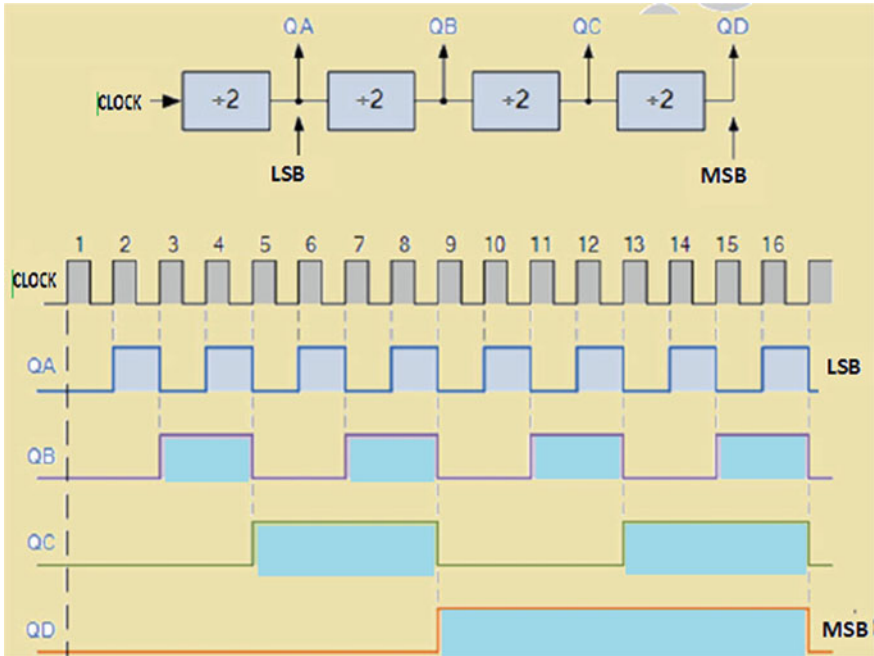 QA QB QC QD
CLOCK ÷2 ÷2 ÷2 ÷2
LSB MSB
1 2 3 4 5 6 7 8 9 10 11 12 13 14 15 16
CLOCK
QA LSB
QB
QC
QD MSB